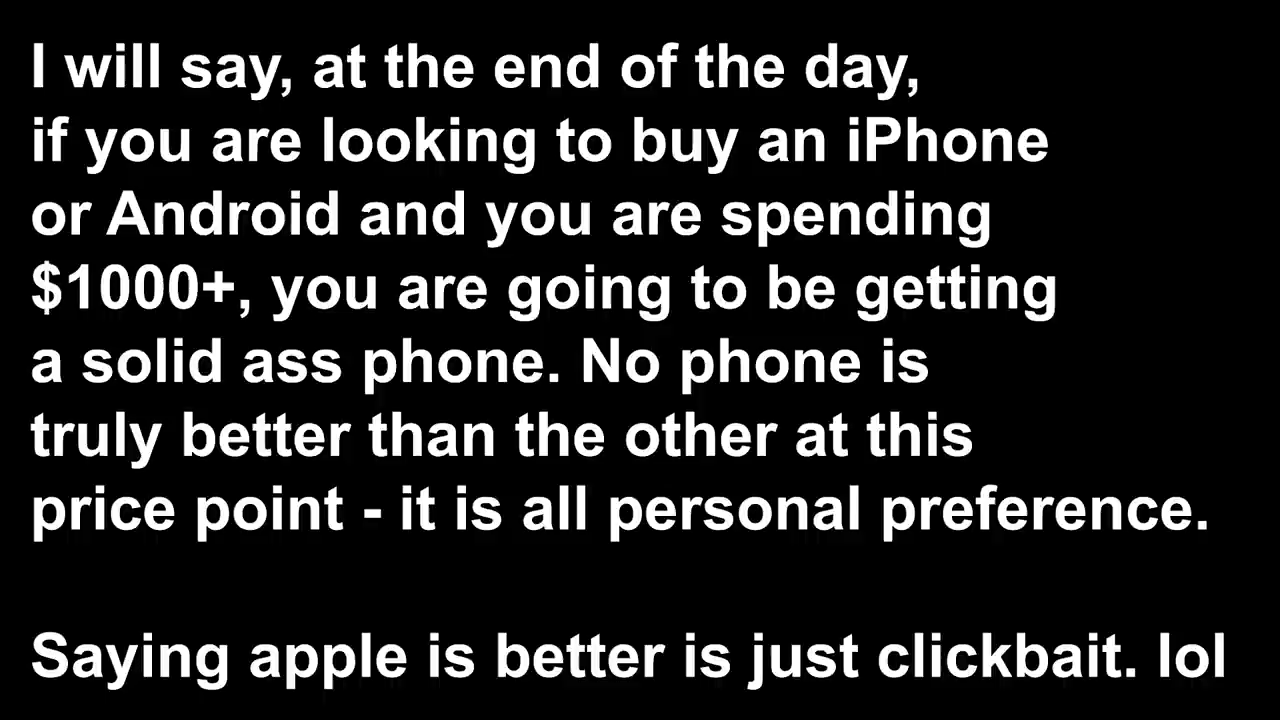 I will say, at the end of the day,
if you are looking to buy an iPhone
or Android and you are spending
$1000+, you are going to be getting
a solid ass phone. No phone is
truly better than the other at this
price point - it is all personal preference.
Saying apple is better is just clickbait. lol